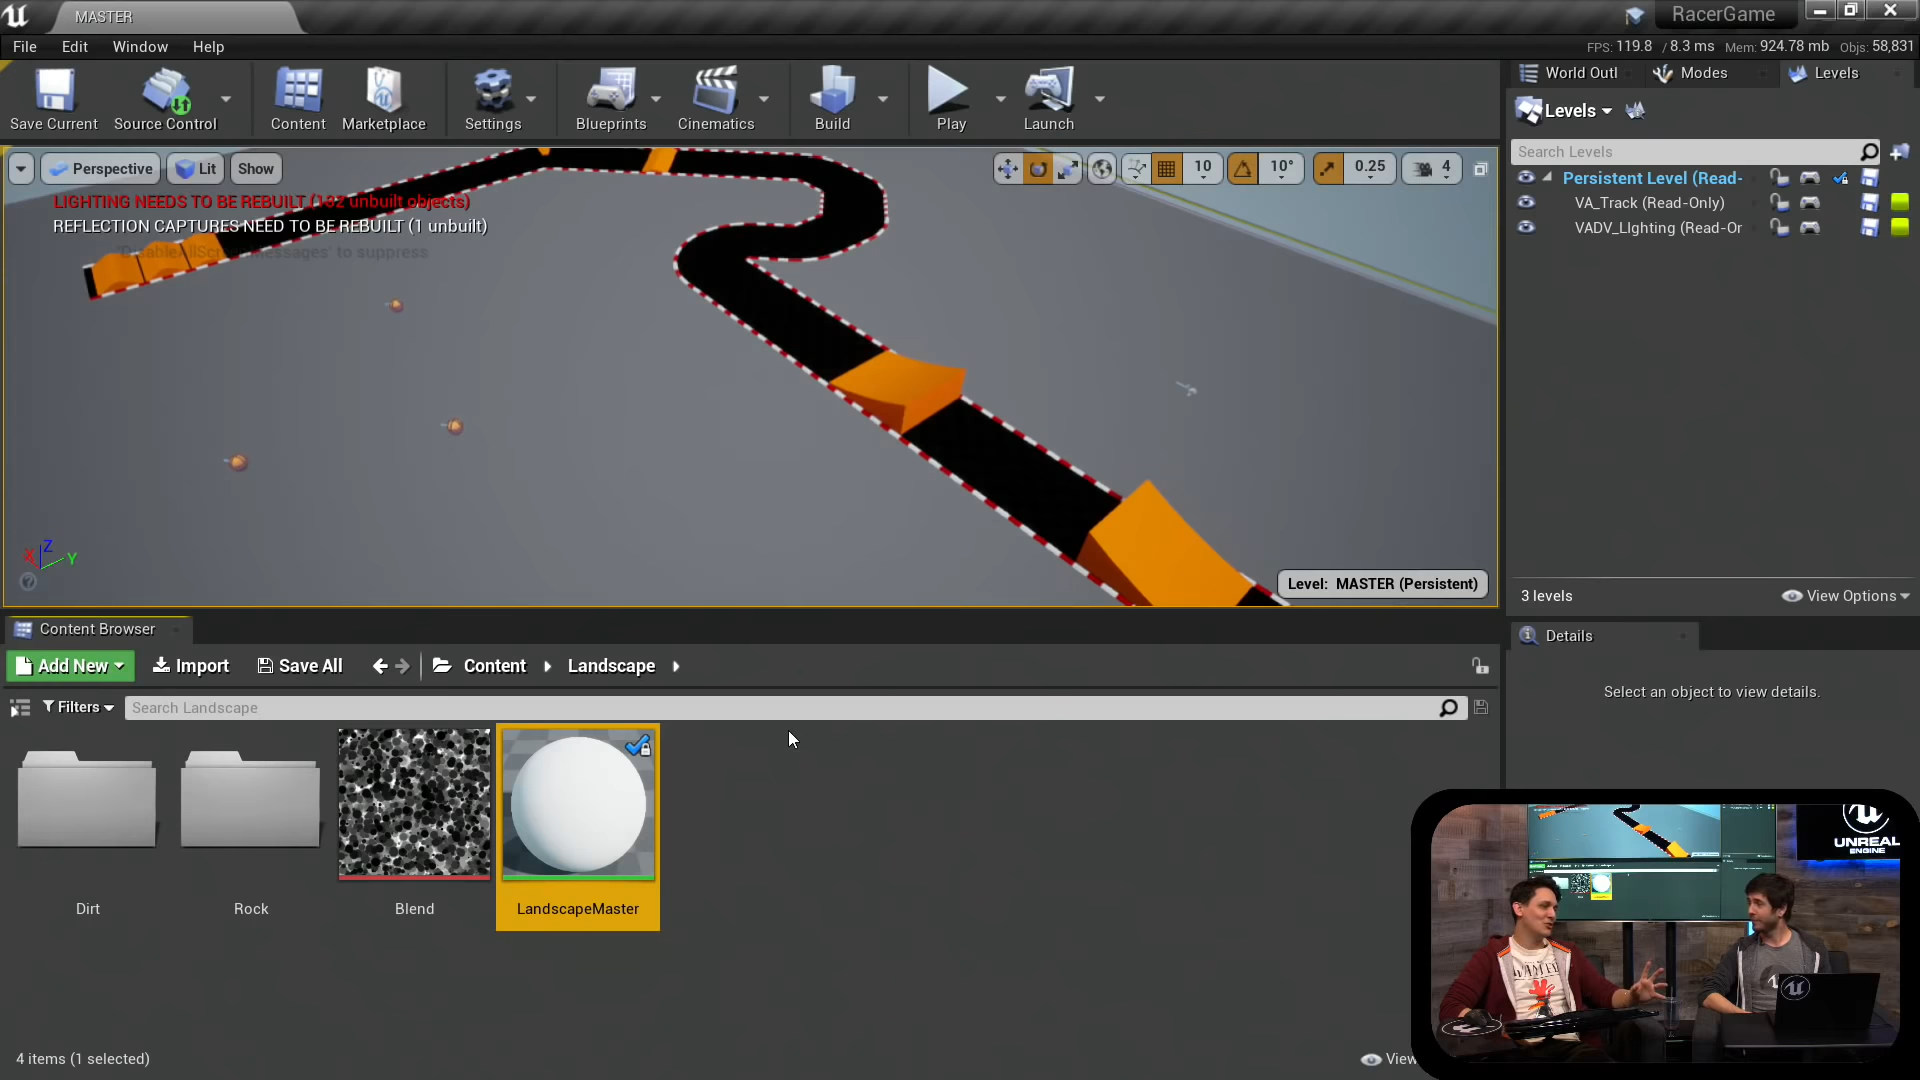 MASTER
RacerGame
File Edit Window Help
FPS: 119.8 / 8.3 ms Mem: 924.78 mb Objs: 58,831
Save Current Source Control Content Marketplace Settings Blueprints Cinematics Build Play Launch
World Outl Modes Levels
Levels
Search Levels
Persistent Level (Read-
VA_Track (Read-Only)
VADV_LIghting (Read-Or
3 levels View Options
Perspective Lit Show
10 10° 0.25 4
LIGHTING NEEDS TO BE REBUILT (132 unbuilt objects)
REFLECTION CAPTURES NEED TO BE REBUILT (1 unbuilt)
'DisableAllScreenMessages' to suppress
X Z Y
Level: MASTER (Persistent)
Content Browser
Add New Import Save All Content Landscape
Filters Search Landscape
Dirt Rock Blend LandscapeMaster
4 items (1 selected) View
Details
Select an object to view details.
UNREAL
ENGINE
WANTED